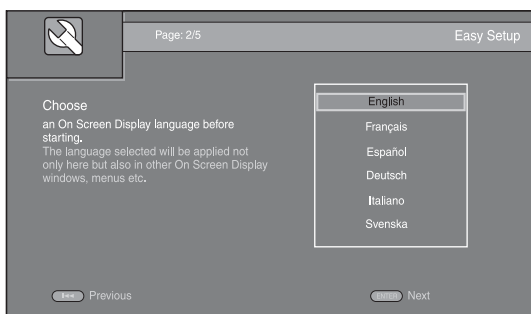 Page: 2/5
Easy Setup
Choose
an On Screen Display language before
starting.
The language selected will be applied not
only here but also in other On Screen Display
windows, menus etc.
English
Français
Español
Deutsch
Italiano
Svenska
Previous
ENTER Next